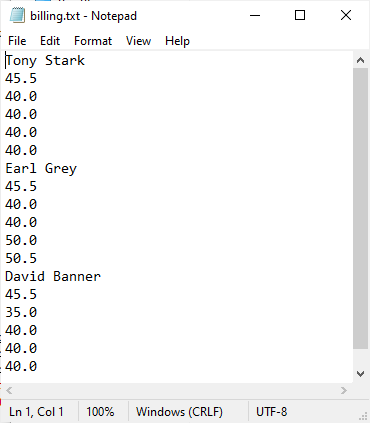 billing.txt - Notepad
File Edit Format View Help
Tony Stark
45.5
40.0
40.0
40.0
40.0
Earl Grey
45.5
40.0
40.0
50.0
50.5
David Banner
45.5
35.0
40.0
40.0
40.0
Ln 1, Col 1 100% Windows (CRLF) UTF-8